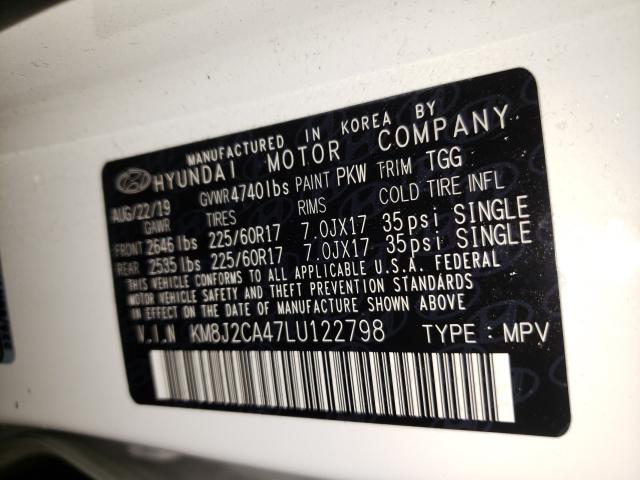 MANUFACTURED IN KOREA BY
HYUNDAI MOTOR COMPANY
AUG/22/19 GVWR 4740lbs PAINT PKW TRIM TGG
GAWR TIRES RIMS COLD TIRE INFL
FRONT 2646 lbs 225/60R17 7.0JX17 35psi SINGLE
REAR 2535 lbs 225/60R17 7.0JX17 35psi SINGLE
THIS VEHICLE CONFORMS TO ALL APPLICABLE U.S.A. FEDERAL
MOTOR VEHICLE SAFETY AND THEFT PREVENTION STANDARDS
IN EFFECT ON THE DATE OF MANUFACTURE SHOWN ABOVE.
V.I.N KM8J2CA47LU122798 TYPE: MPV